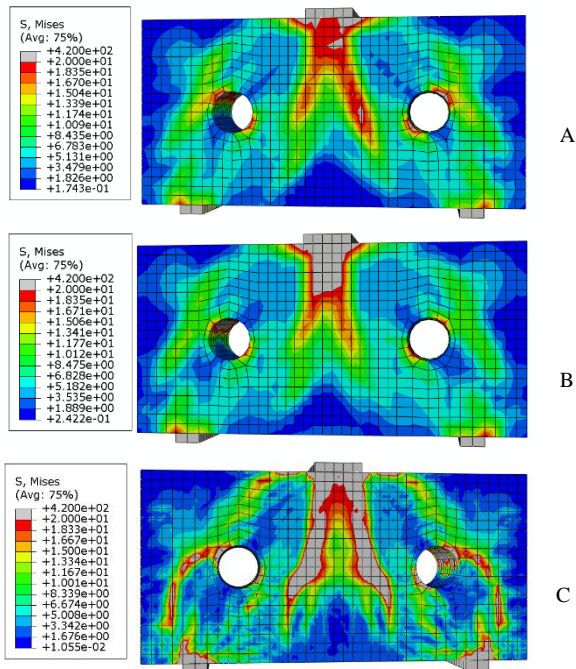 S, Mises
(Avg: 75%)
+4.200e+02
+2.000e+01
+1.835e+01
+1.670e+01
+1.504e+01
+1.339e+01
+1.174e+01
+1.009e+01
+8.435e+00
+6.783e+00
+5.131e+00
+3.479e+00
+1.826e+00
+1.743e-01
A
S, Mises
(Avg: 75%)
+4.200e+02
+2.000e+01
+1.835e+01
+1.671e+01
+1.506e+01
+1.341e+01
+1.177e+01
+1.012e+01
+8.475e+00
+6.828e+00
+5.182e+00
+3.535e+00
+1.889e+00
+2.422e-01
B
S, Mises
(Avg: 75%)
+4.200e+02
+2.000e+01
+1.833e+01
+1.667e+01
+1.500e+01
+1.334e+01
+1.167e+01
+1.001e+01
+8.339e+00
+6.674e+00
+5.008e+00
+3.342e+00
+1.676e+00
+1.055e-02
C